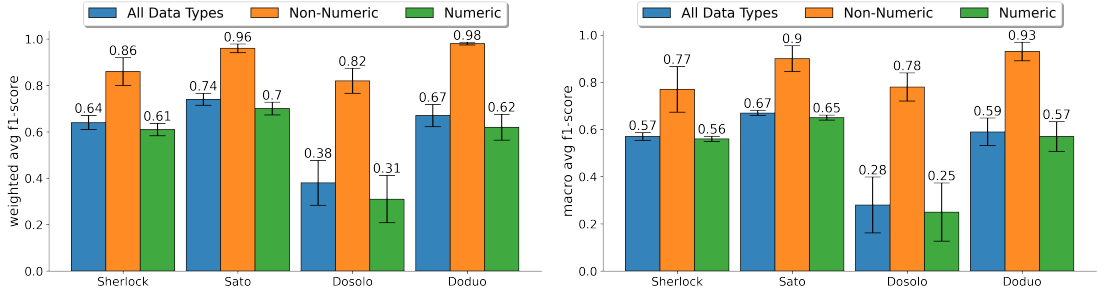 All Data Types Non-Numeric Numeric
weighted avg f1-score
1.0
0.8
0.6
0.4
0.2
0.0
0.64 0.86 0.61
0.74 0.96 0.7
0.38 0.82 0.31
0.67 0.98 0.62
Sherlock Sato Dosolo Doduo
All Data Types Non-Numeric Numeric
macro avg f1-score
1.0
0.8
0.6
0.4
0.2
0.0
0.57 0.77 0.56
0.67 0.9 0.65
0.28 0.78 0.25
0.59 0.93 0.57
Sherlock Sato Dosolo Doduo